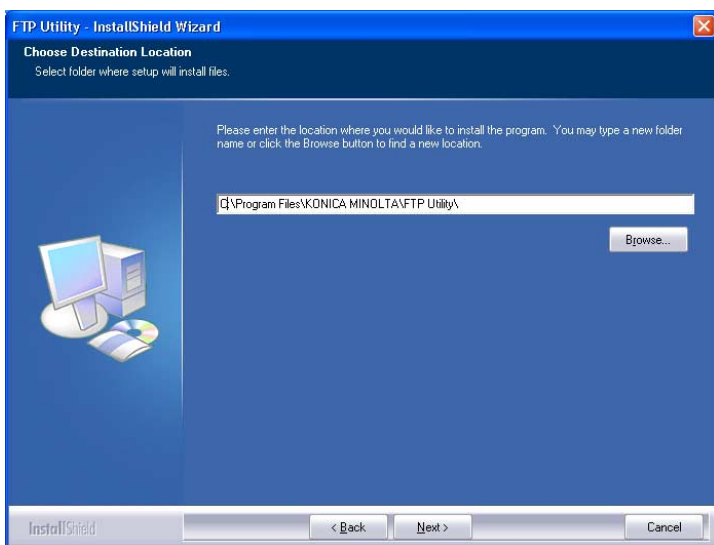 FTP Utility - InstallShield Wizard
Choose Destination Location
Select folder where setup will install files.
Please enter the location where you would like to install the program. You may type a new folder
name or click the Browse button to find a new location.
C:\Program Files\KONICA MINOLTA\FTP Utility\
Browse...
InstallShield
< Back
Next >
Cancel